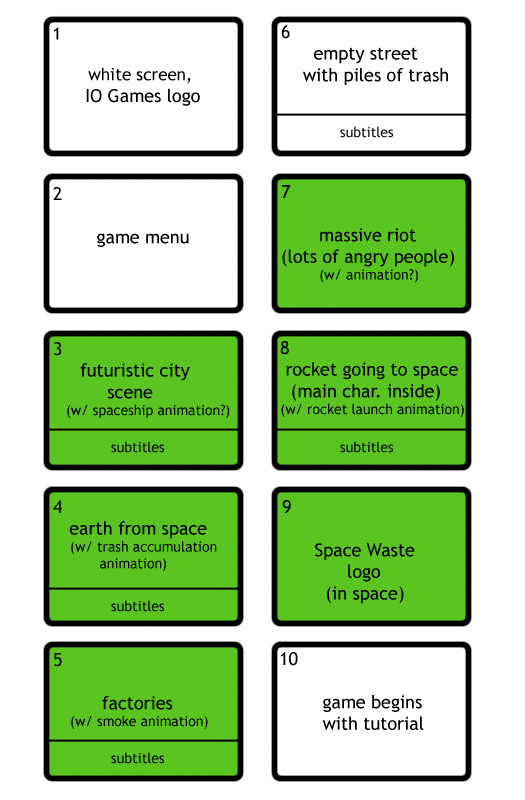 1
white screen,
IO Games logo
2
game menu
3
futuristic city
scene
(w/ spaceship animation?)
subtitles
4
earth from space
(w/ trash accumulation
animation)
subtitles
5
factories
(w/ smoke animation)
subtitles
6
empty street
with piles of trash
subtitles
7
massive riot
(lots of angry people)
(w/ animation?)
8
rocket going to space
(main char. inside)
(w/ rocket launch animation)
subtitles
9
Space Waste
logo
(in space)
10
game begins
with tutorial